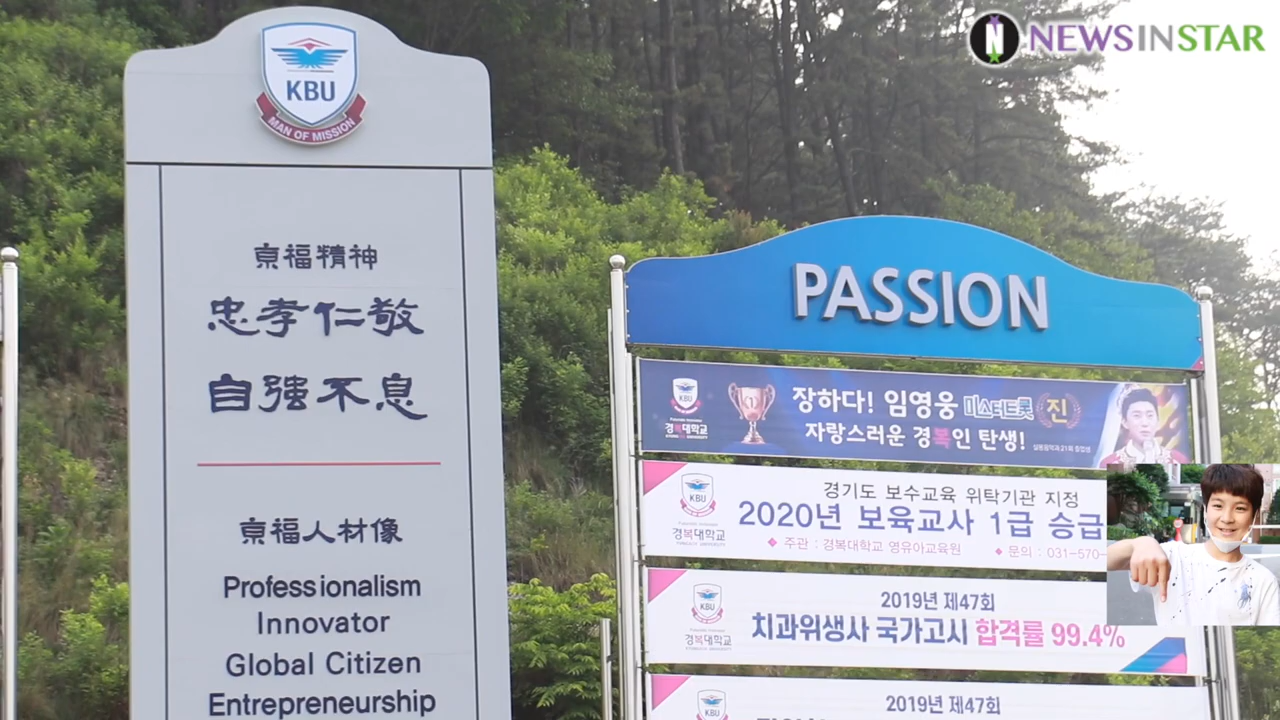 NEWSINSTAR
KBU
MAN OF MISSION
京福精神
忠孝仁敬
自强不息
京福人材像
Professionalism
Innovator
Global Citizen
Entrepreneurship
PASSION
KBU
경복대학교
장하다! 임영웅 미스터트롯 진
자랑스러운 경복인 탄생!
KBU
경복대학교
경기도 보수교육 위탁기관 지정
2020년 보육교사 1급 승급
주관 : 경복대학교 영유아교육원
문의 : 031-570-
KBU
경복대학교
2019년 제47회
치과위생사 국가고시 합격률 99.4%
KBU
2019년 제47회